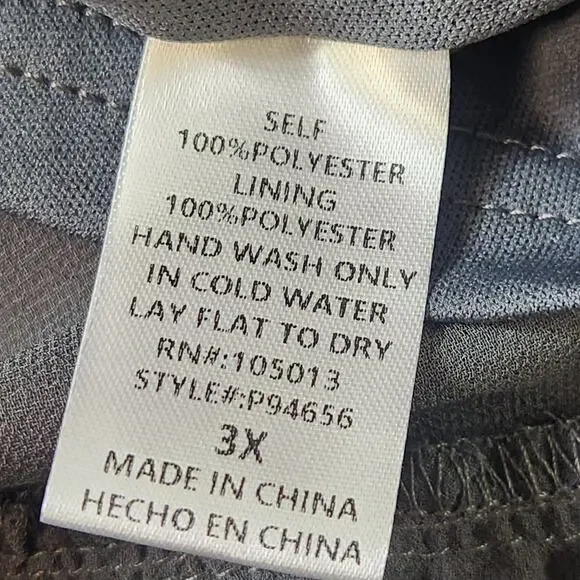 SELF
100%POLYESTER
LINING
100%POLYESTER
HAND WASH ONLY
IN COLD WATER
LAY FLAT TO DRY
RN#:105013
STYLE#:P94656
3X
MADE IN CHINA
HECHO EN CHINA